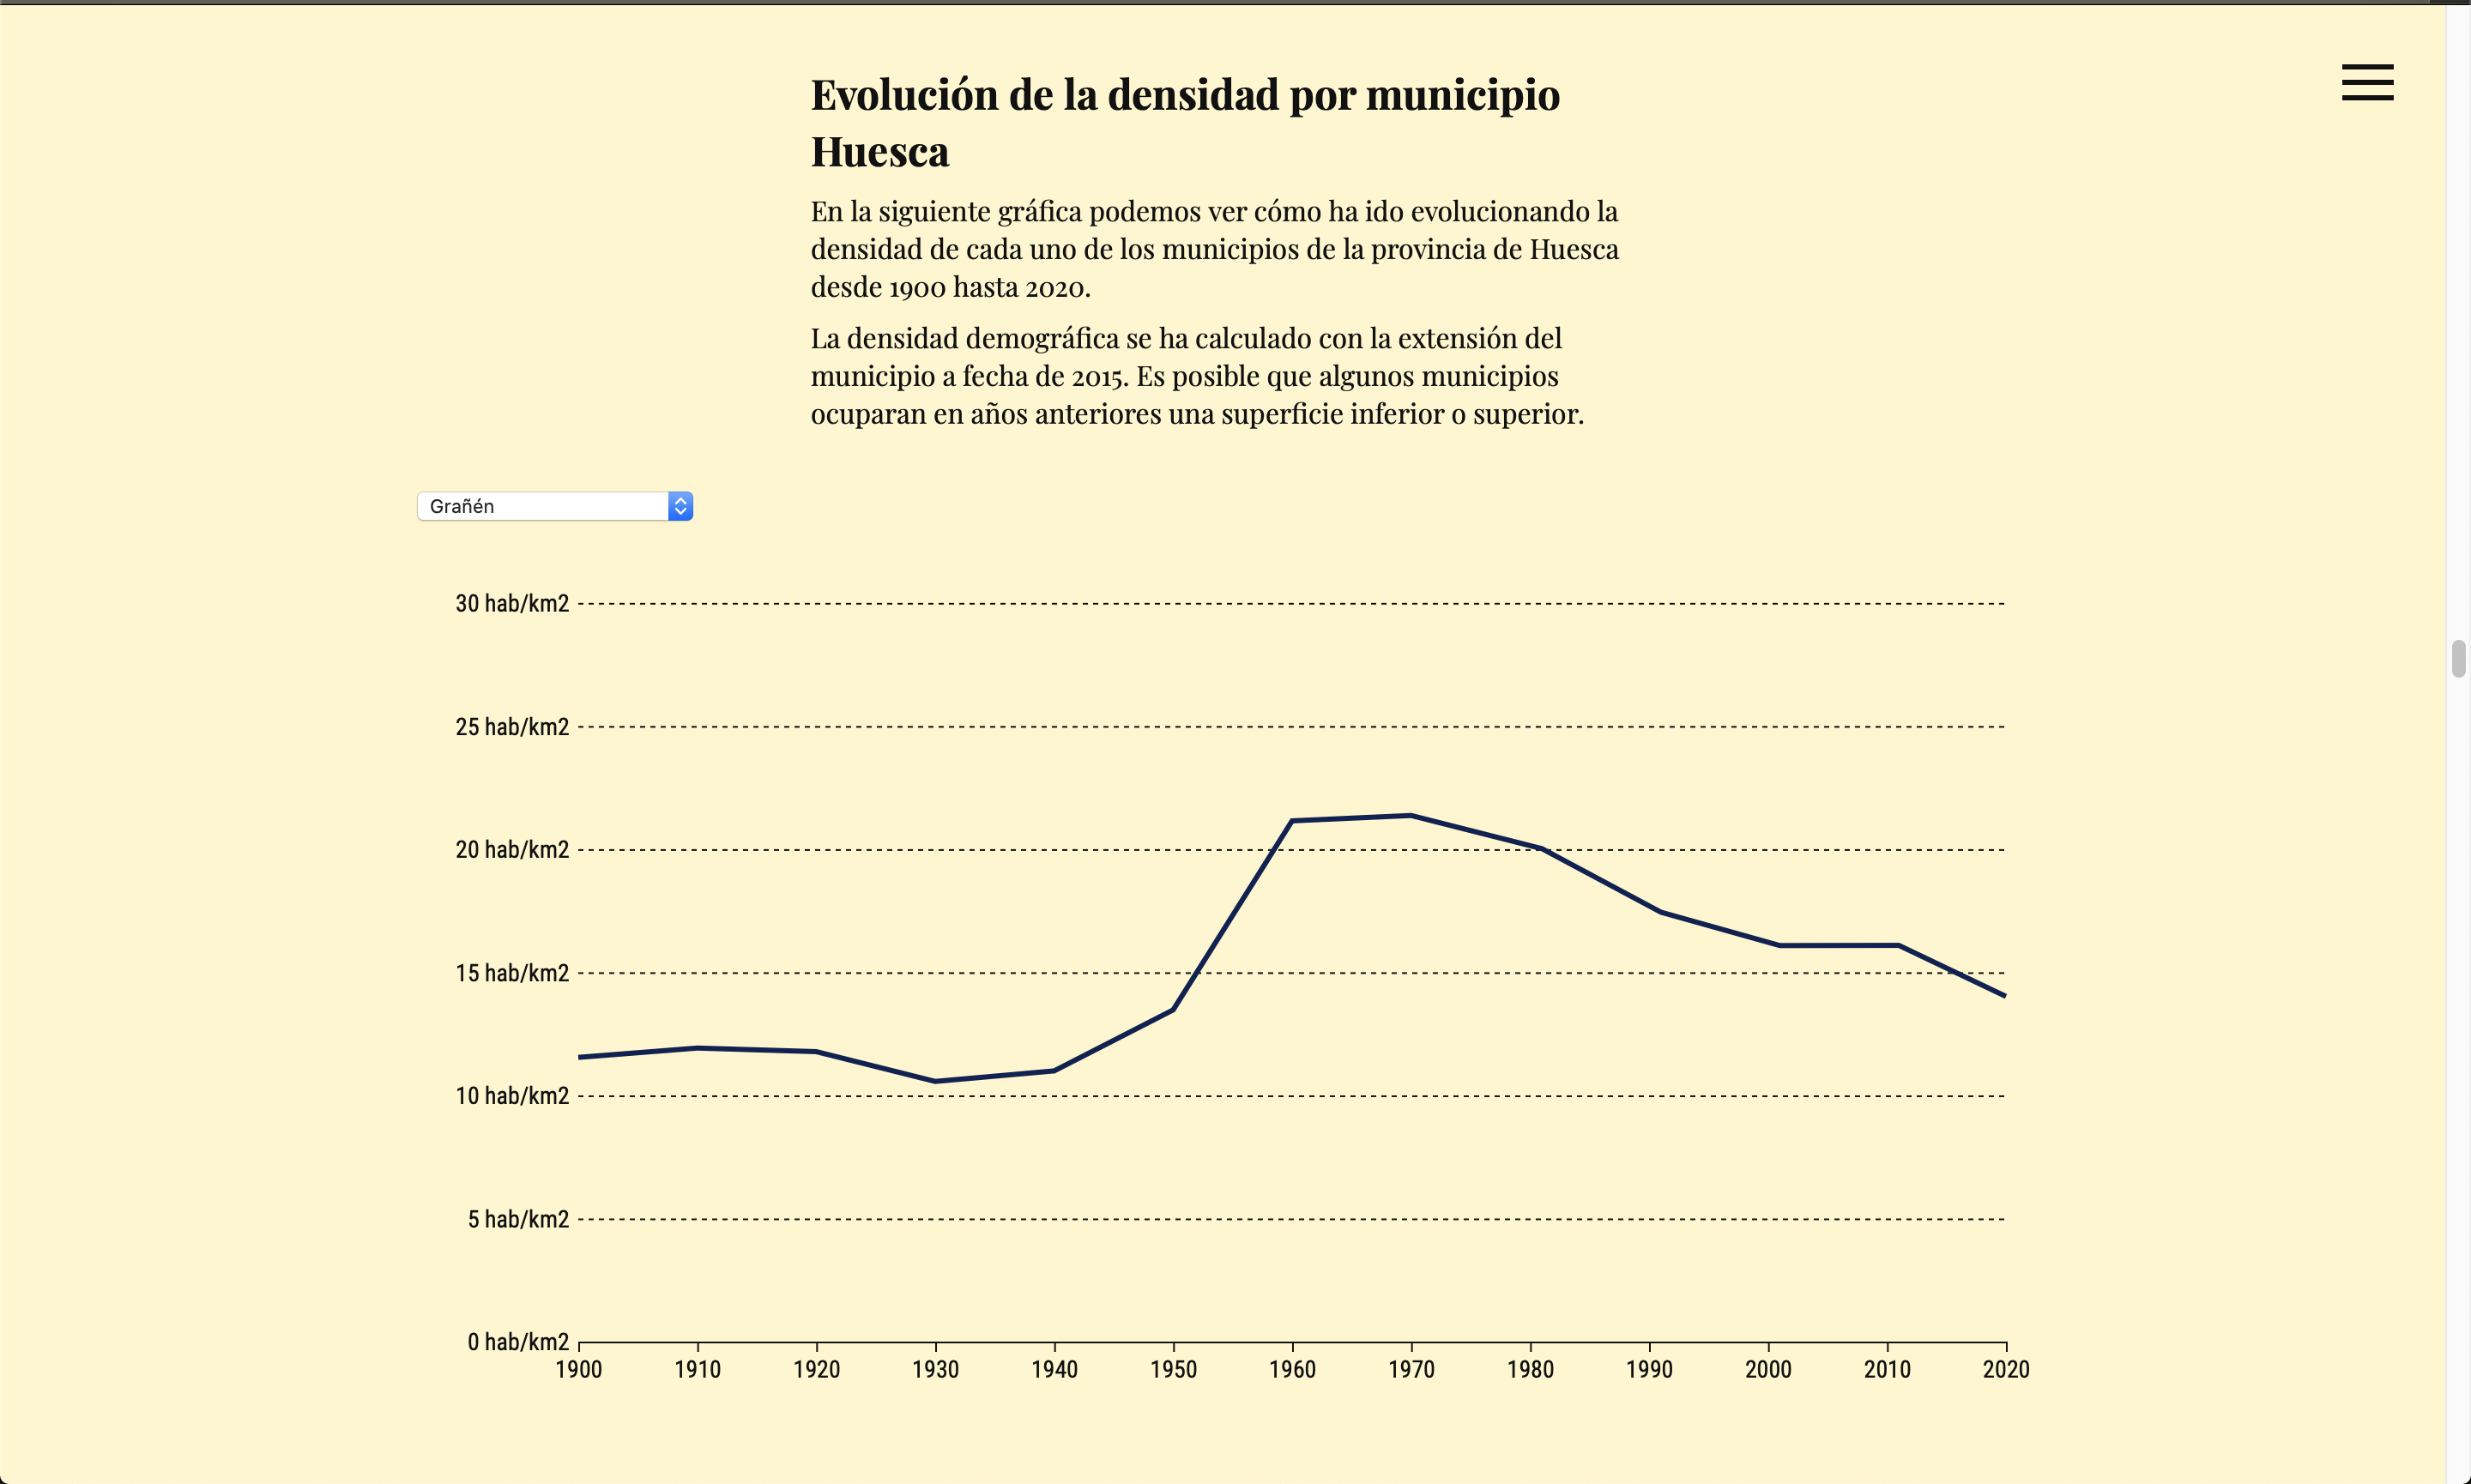 Evolución de la densidad por municipio
Huesca
En la siguiente gráfica podemos ver cómo ha ido evolucionando la
densidad de cada uno de los municipios de la provincia de Huesca
desde 1900 hasta 2020.
La densidad demográfica se ha calculado con la extensión del
municipio a fecha de 2015. Es posible que algunos municipios
ocuparan en años anteriores una superficie inferior o superior.
Grañén
30 hab/km2
25 hab/km2
20 hab/km2
15 hab/km2
10 hab/km2
5 hab/km2
0 hab/km2
1900 1910 1920 1930 1940 1950 1960 1970 1980 1990 2000 2010 2020